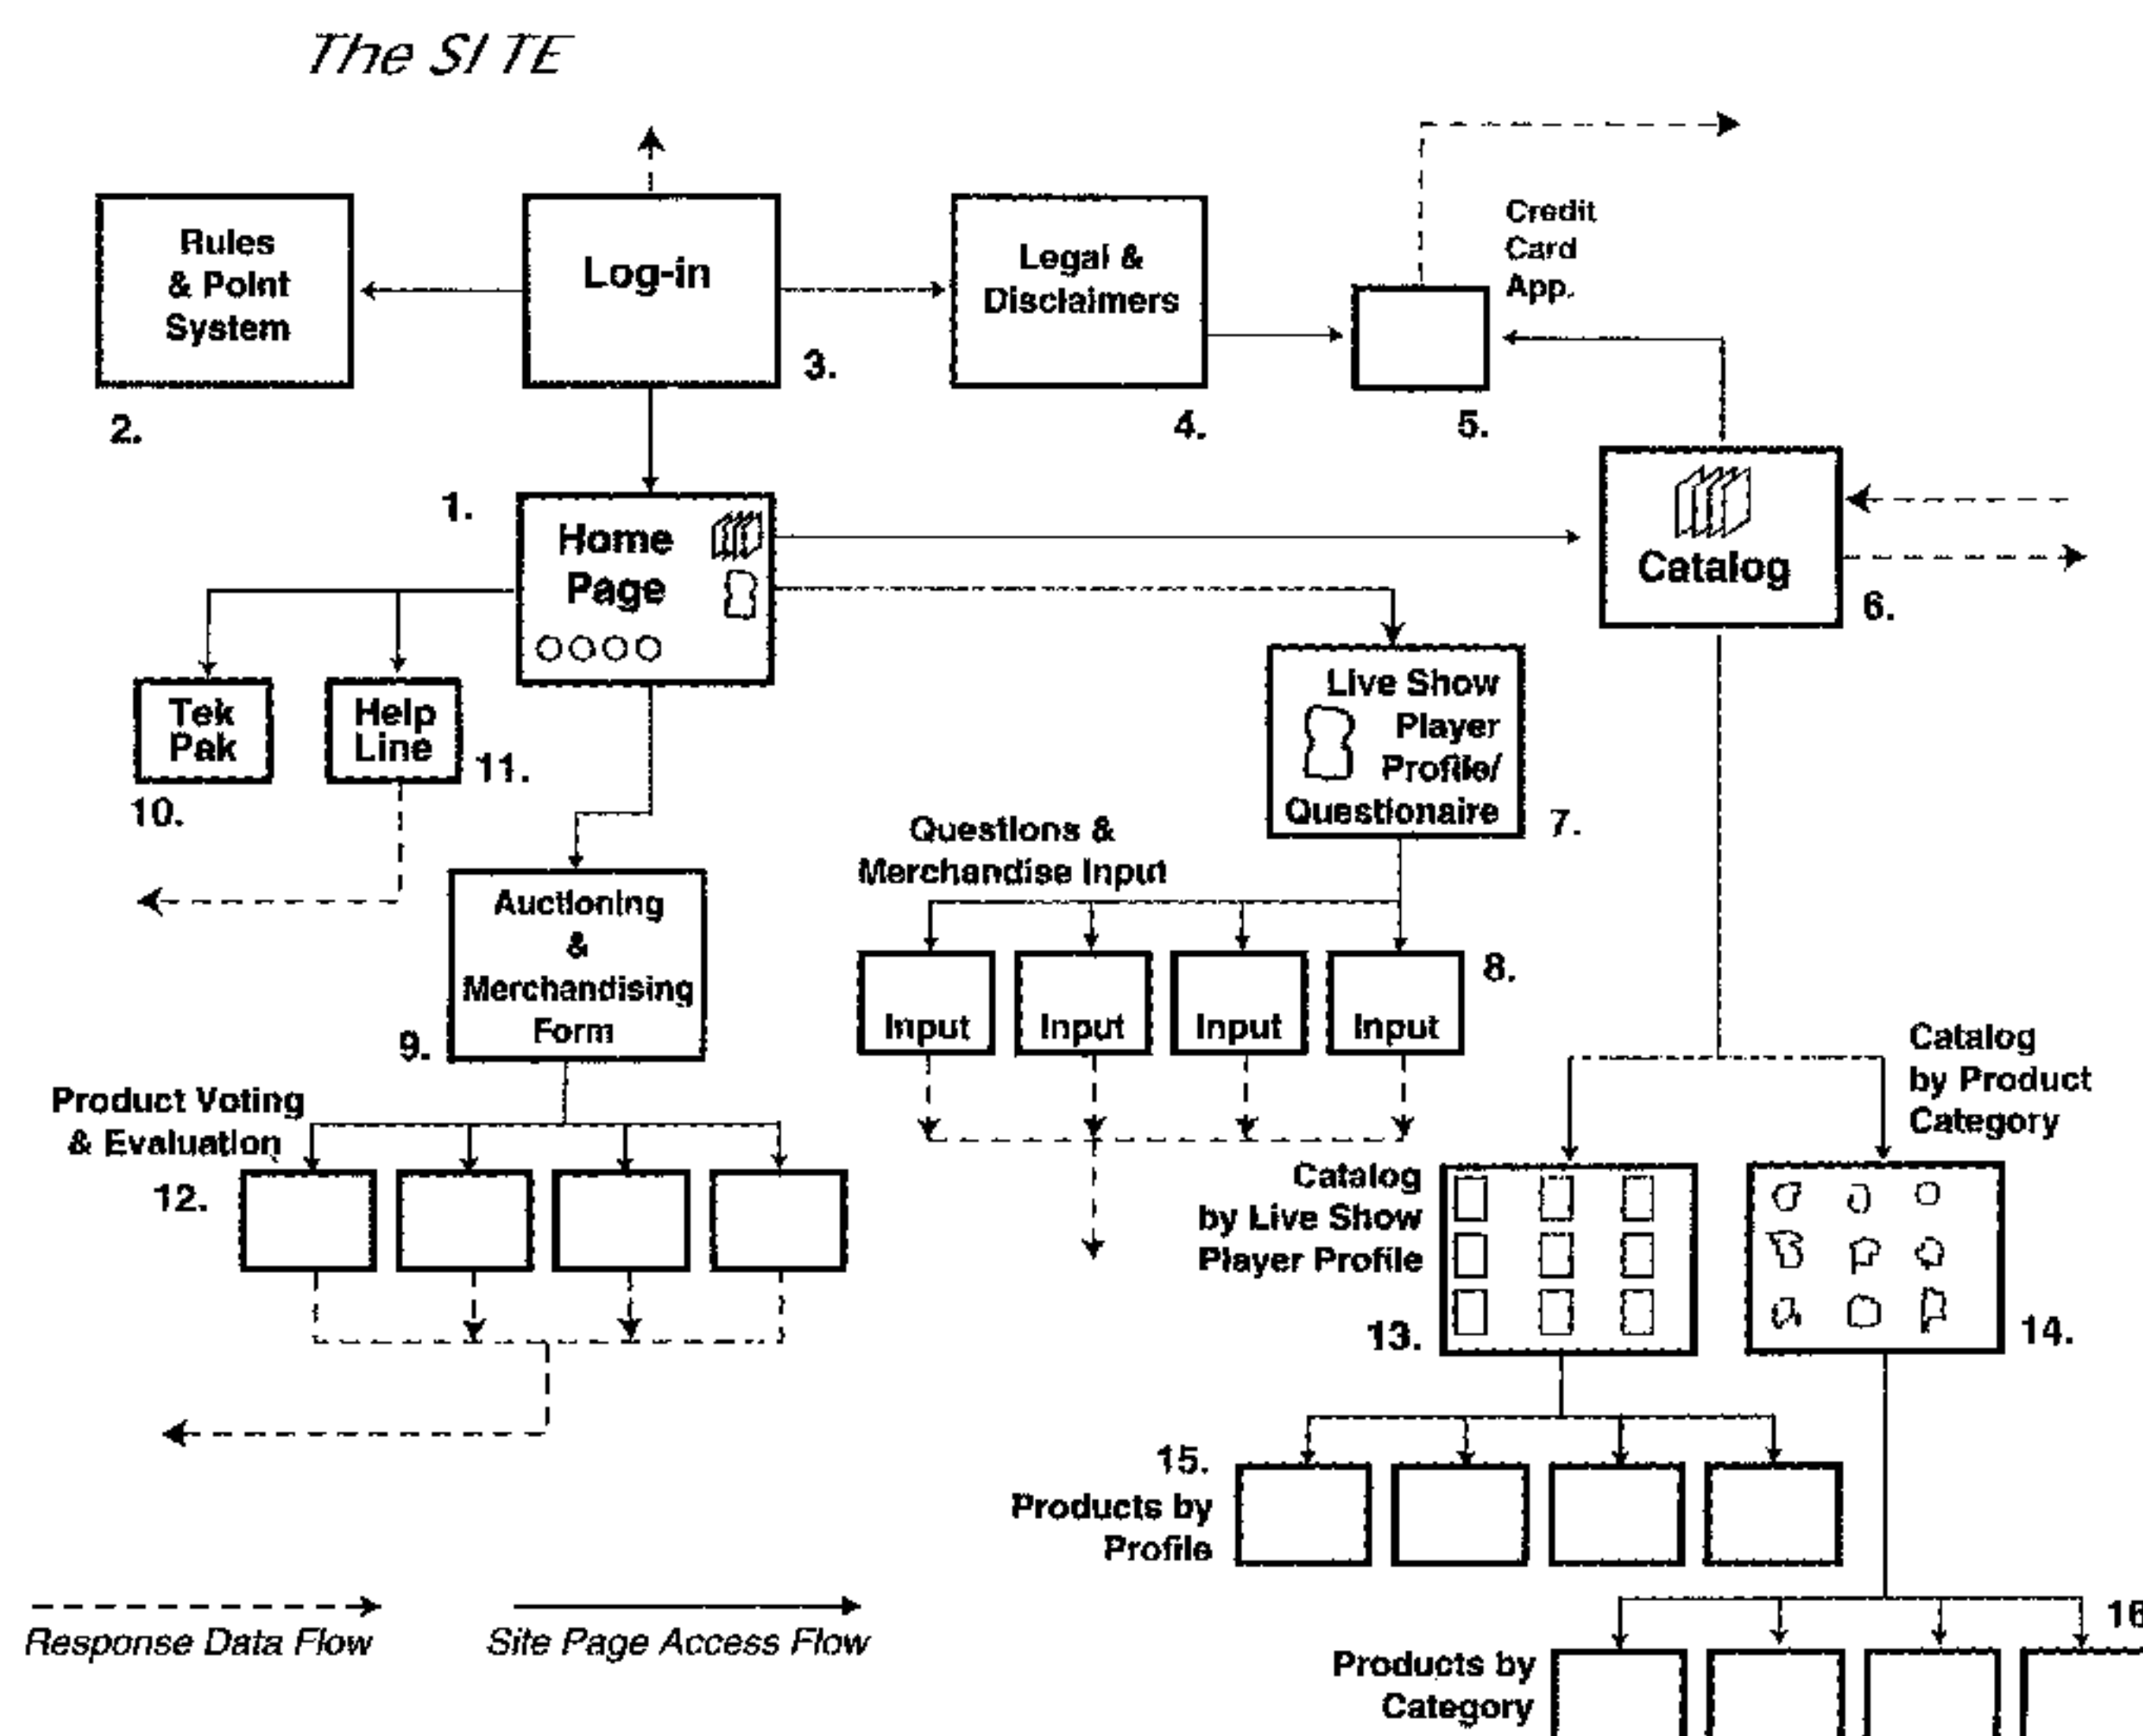 The SITE
Rules
& Point
System
2.
Log-in
3.
Legal &
Disclaimers
4.
Credit
Card
App.
5.
1.
Home
Page
Catalog
6.
Tek
Pak
10.
Help
Line
11.
Live Show
Player
Profile/
Questionaire
7.
Questions &
Merchandise Input
Input
Input
Input
Input
8.
Auctioning
&
Merchandising
Form
9.
Product Voting
& Evaluation
12.
Catalog
by Product
Category
Catalog
by Live Show
Player Profile
13.
14.
15.
Products by
Profile
16
Products by
Category
Response Data Flow
Site Page Access Flow